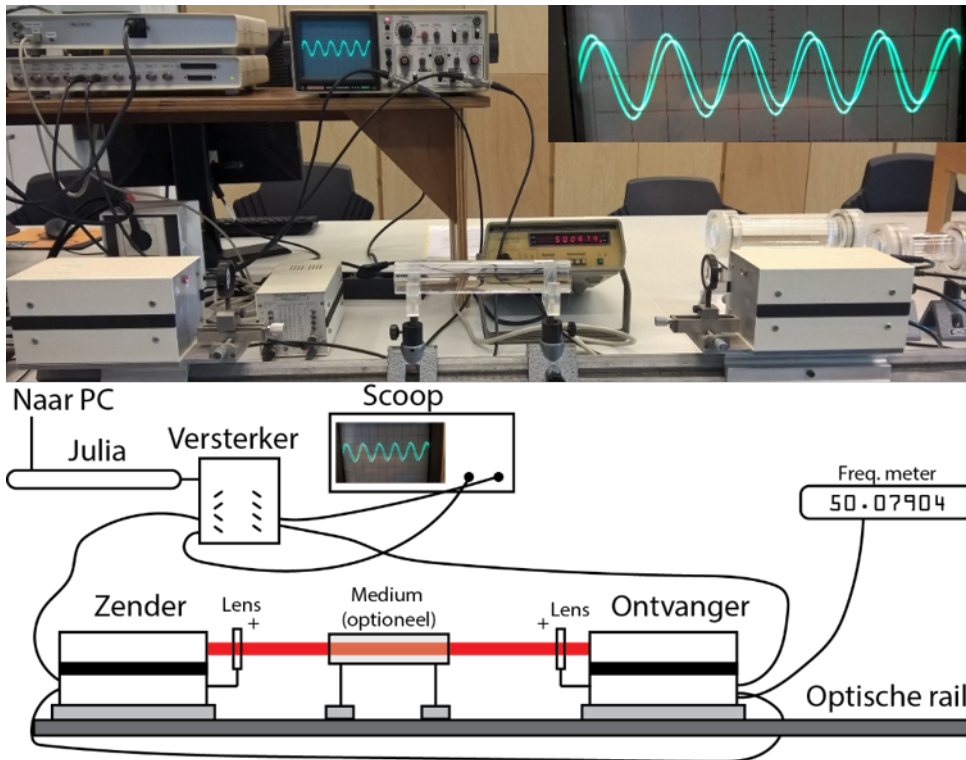 Naar PC
Julia
Versterker
Scoop
Freq. meter
50.07904
Zender
Lens
+
Medium
(optioneel)
+ Lens
Ontvanger
Optische rail